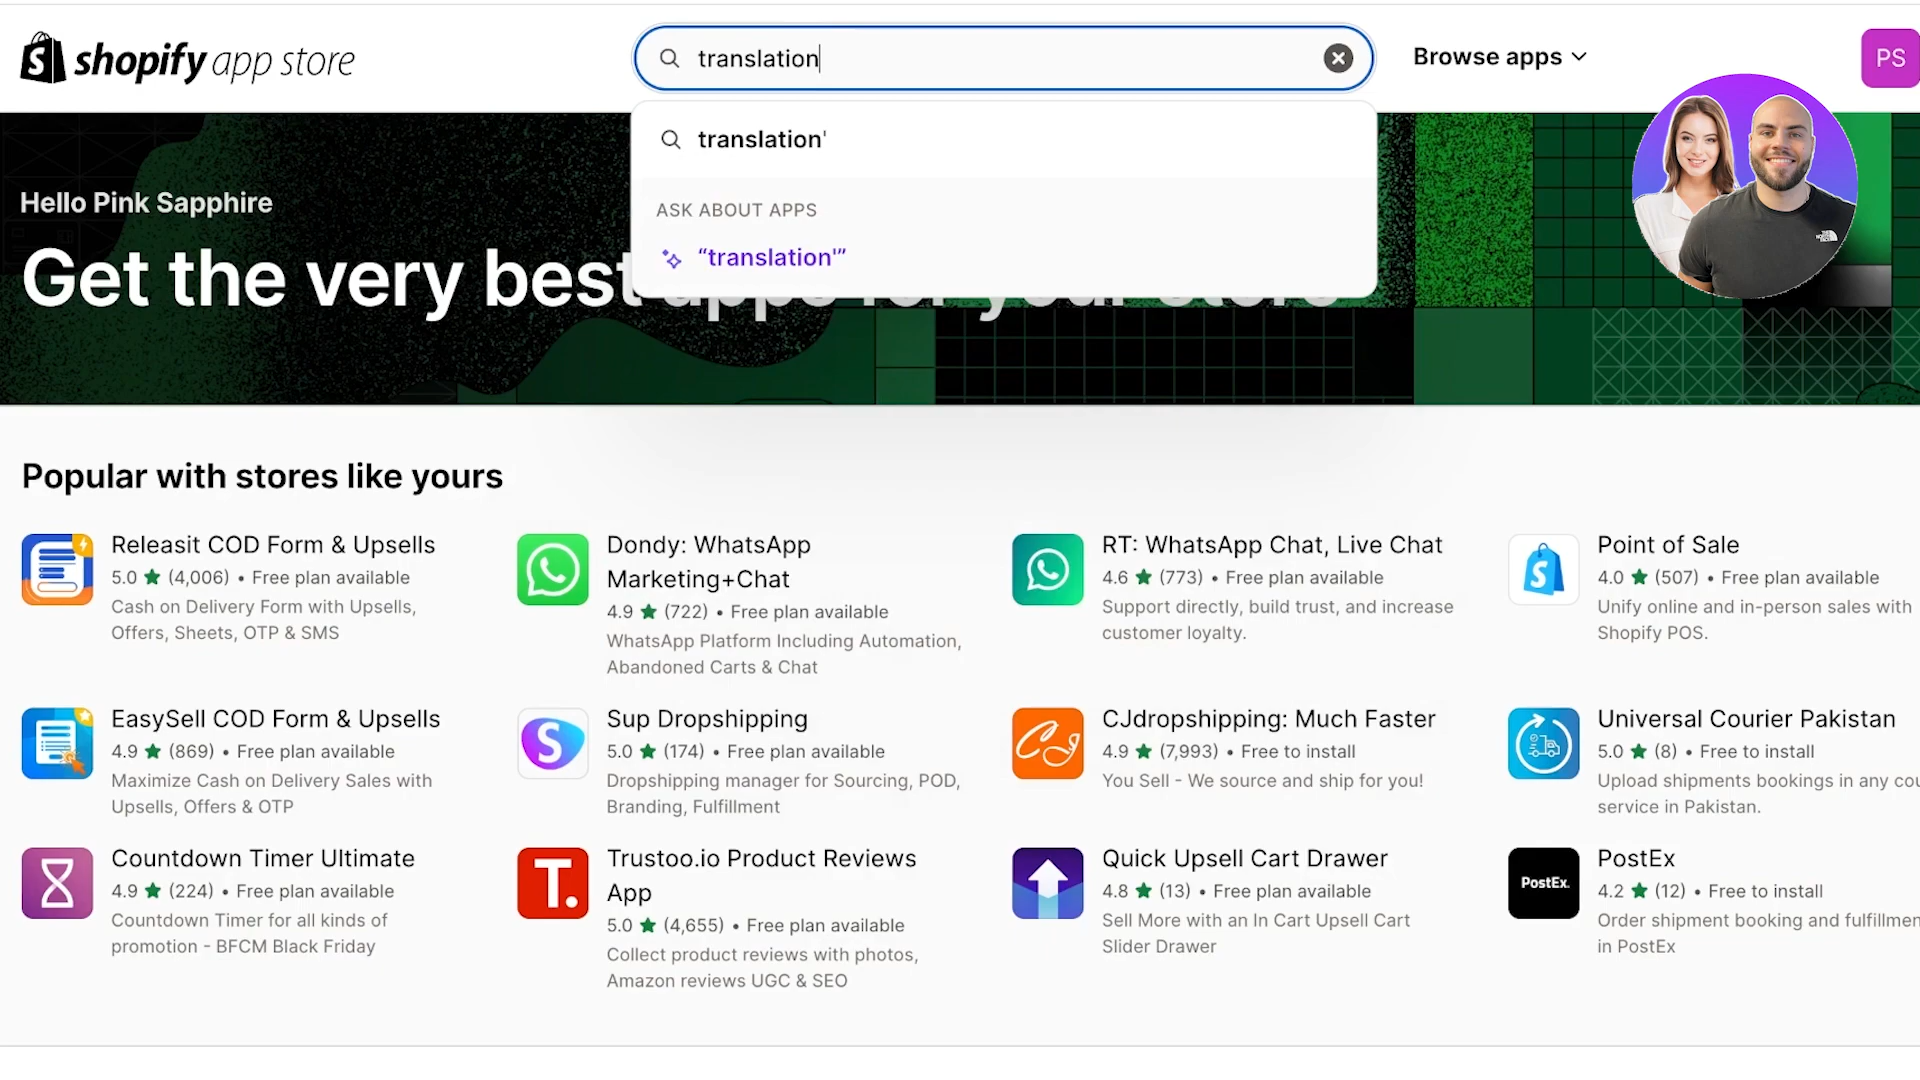 shopify app store
translation
Browse apps
PS
translation'
ASK ABOUT APPS
“translation'”
Hello Pink Sapphire
Get the very best apps for your store
Popular with stores like yours
Releasit COD Form & Upsells
5.0 ★ (4,006) • Free plan available
Cash on Delivery Form with Upsells,
Offers, Sheets, OTP & SMS
Dondy: WhatsApp
Marketing+Chat
4.9 ★ (722) • Free plan available
WhatsApp Platform Including Automation,
Abandoned Carts & Chat
RT: WhatsApp Chat, Live Chat
4.6 ★ (773) • Free plan available
Support directly, build trust, and increase
customer loyalty.
Point of Sale
4.0 ★ (507) • Free plan available
Unify online and in-person sales with
Shopify POS.
EasySell COD Form & Upsells
4.9 ★ (869) • Free plan available
Maximize Cash on Delivery Sales with
Upsells, Offers & OTP
Sup Dropshipping
5.0 ★ (174) • Free plan available
Dropshipping manager for Sourcing, POD,
Branding, Fulfillment
CJdropshipping: Much Faster
4.9 ★ (7,993) • Free to install
You Sell - We source and ship for you!
Universal Courier Pakistan
5.0 ★ (8) • Free to install
Upload shipments bookings in any cou
service in Pakistan.
Countdown Timer Ultimate
4.9 ★ (224) • Free plan available
Countdown Timer for all kinds of
promotion - BFCM Black Friday
T.
Trustoo.io Product Reviews
App
5.0 ★ (4,655) • Free plan available
Collect product reviews with photos,
Amazon reviews UGC & SEO
Quick Upsell Cart Drawer
4.8 ★ (13) • Free plan available
Sell More with an In Cart Upsell Cart
Slider Drawer
PostEx.
PostEx
4.2 ★ (12) • Free to install
Order shipment booking and fulfillmen
in PostEx